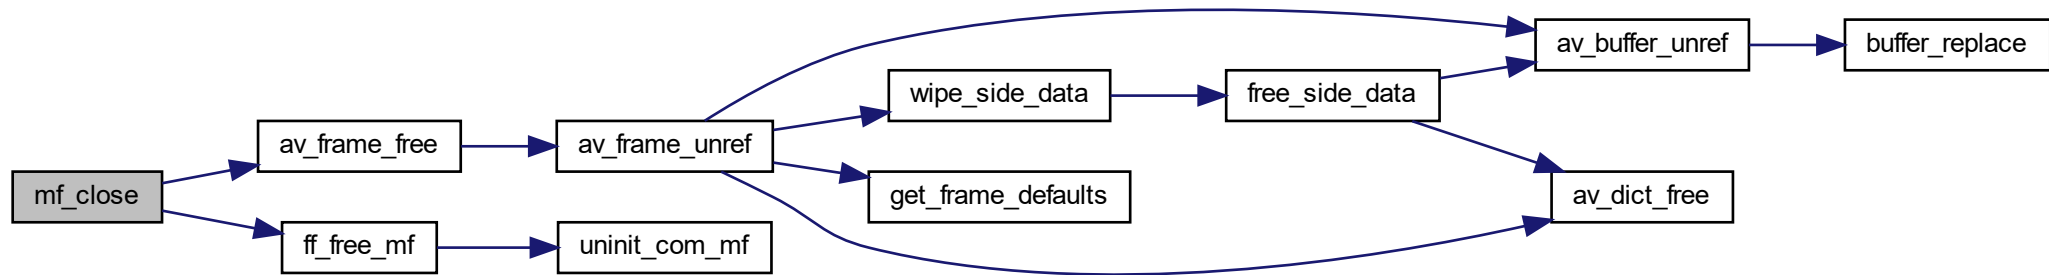 mf_close
av_frame_free
ff_free_mf
av_frame_unref
uninit_com_mf
wipe_side_data
get_frame_defaults
free_side_data
av_buffer_unref
av_dict_free
buffer_replace